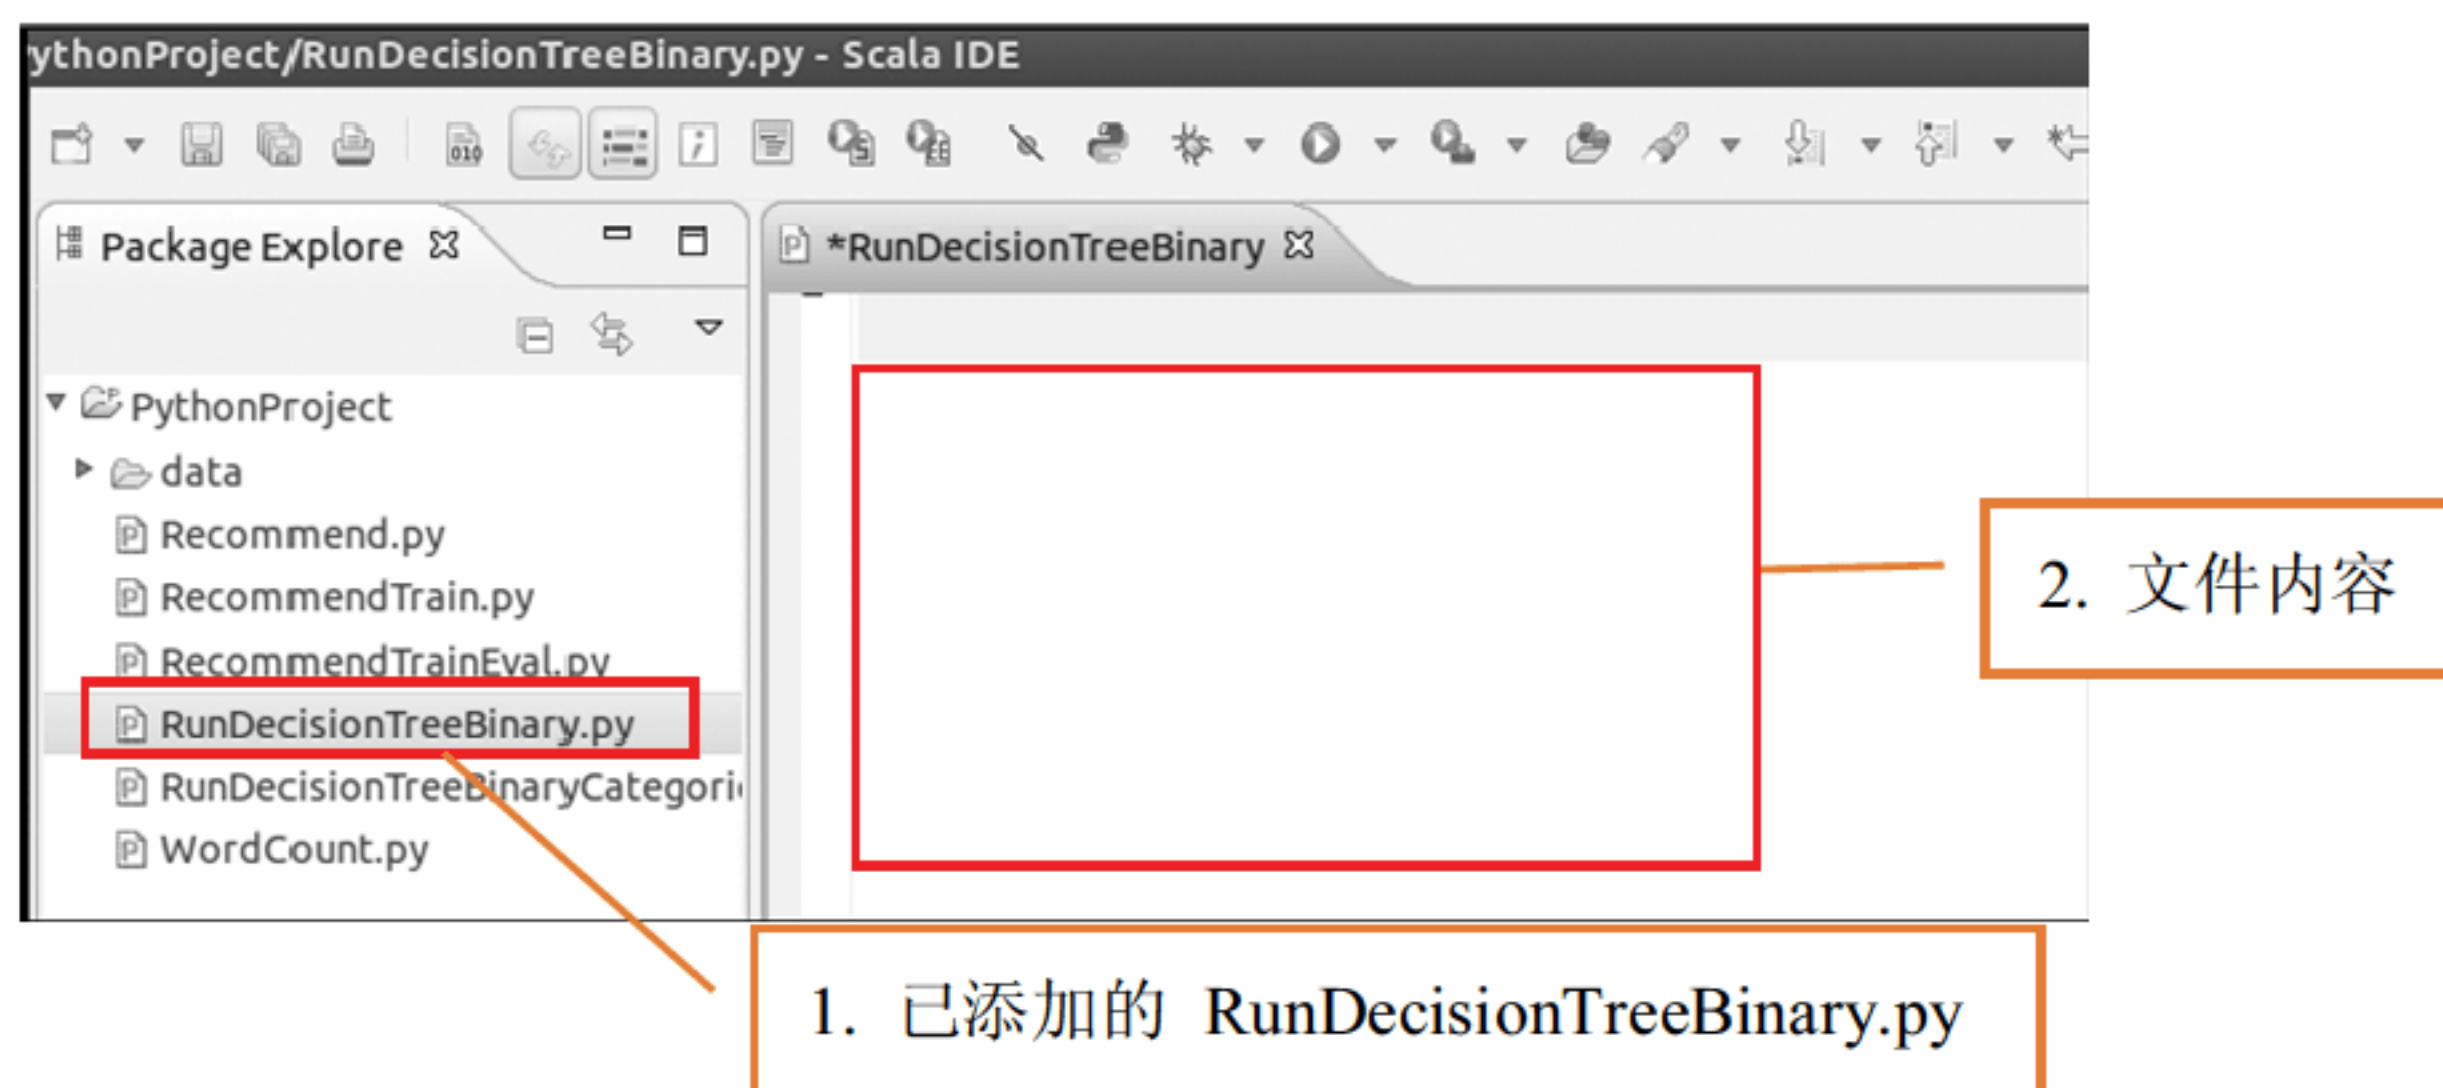 ythonProject/RunDecisionTreeBinary.py - Scala IDE
010
Package Explore
*RunDecisionTreeBinary
PythonProject
data
Recommend.py
RecommendTrain.py
RecommendTrainEval.py
RunDecisionTreeBinary.py
RunDecisionTreeBinaryCategori
WordCount.py
2. 文件内容
1. 已添加的 RunDecisionTreeBinary.py